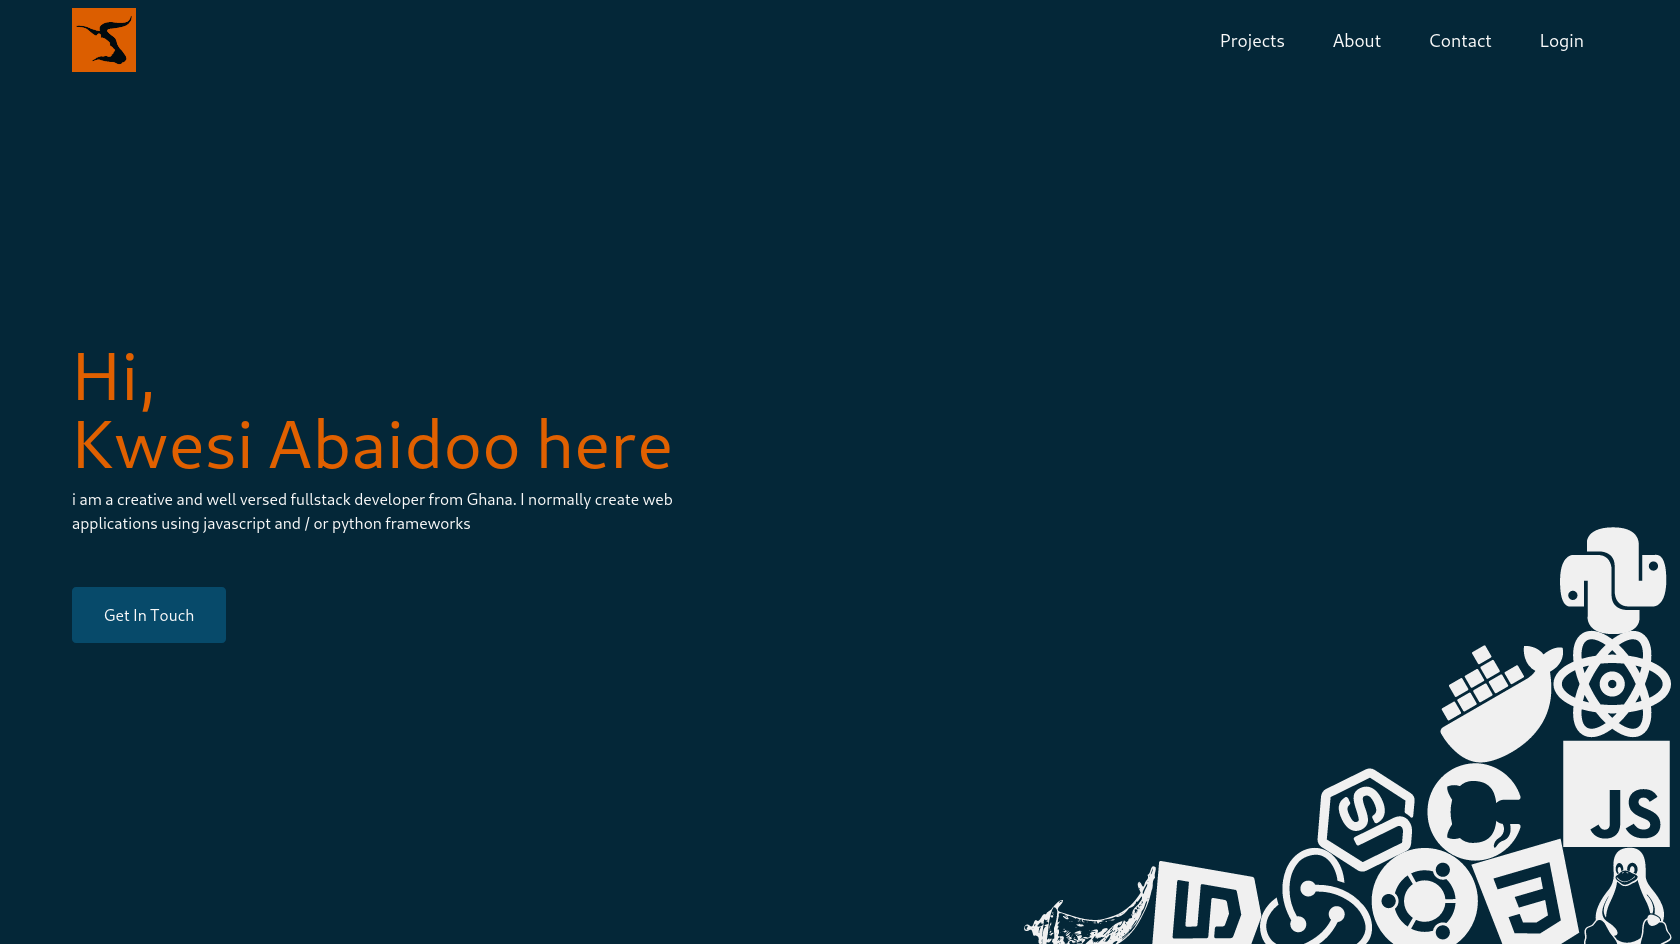 Projects About Contact Login
Hi,
Kwesi Abaidoo here
i am a creative and well versed fullstack developer from Ghana. I normally create web
applications using javascript and / or python frameworks
Get In Touch
JS